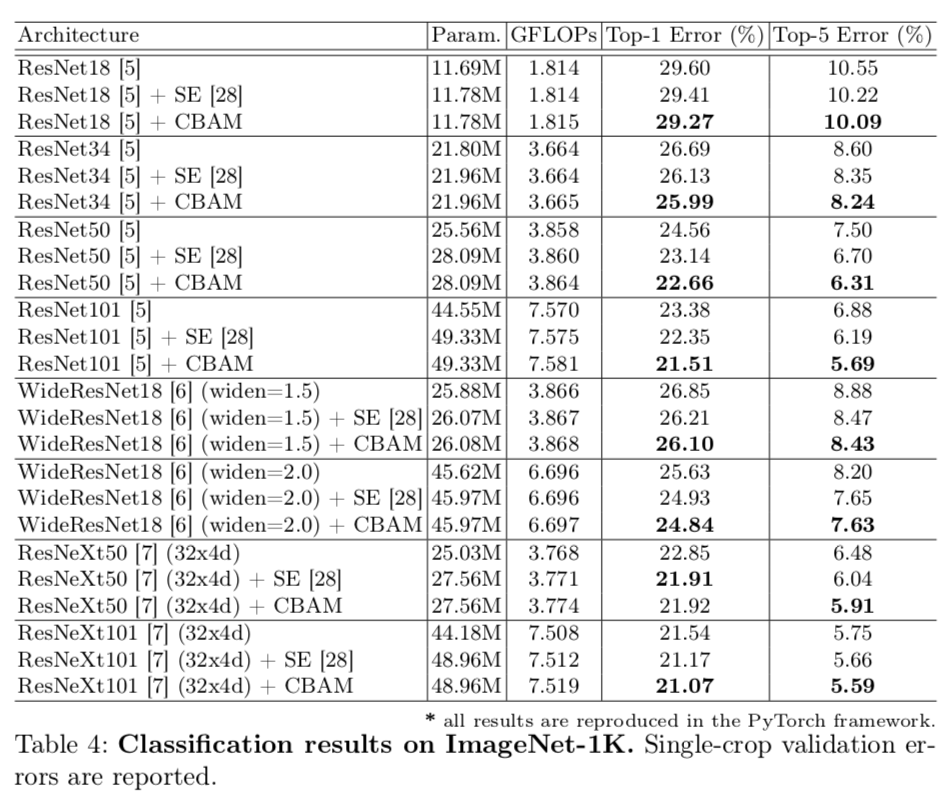 Architecture Param. GFLOPs Top-1 Error (%) Top-5 Error (%)
ResNet18 [5] 11.69M 1.814 29.60 10.55
ResNet18 [5] + SE [28] 11.78M 1.814 29.41 10.22
ResNet18 [5] + CBAM 11.78M 1.815 29.27 10.09
ResNet34 [5] 21.80M 3.664 26.69 8.60
ResNet34 [5] + SE [28] 21.96M 3.664 26.13 8.35
ResNet34 [5] + CBAM 21.96M 3.665 25.99 8.24
ResNet50 [5] 25.56M 3.858 24.56 7.50
ResNet50 [5] + SE [28] 28.09M 3.860 23.14 6.70
ResNet50 [5] + CBAM 28.09M 3.864 22.66 6.31
ResNet101 [5] 44.55M 7.570 23.38 6.88
ResNet101 [5] + SE [28] 49.33M 7.575 22.35 6.19
ResNet101 [5] + CBAM 49.33M 7.581 21.51 5.69
WideResNet18 [6] (widen=1.5) 25.88M 3.866 26.85 8.88
WideResNet18 [6] (widen=1.5) + SE [28] 26.07M 3.867 26.21 8.47
WideResNet18 [6] (widen=1.5) + CBAM 26.08M 3.868 26.10 8.43
WideResNet18 [6] (widen=2.0) 45.62M 6.696 25.63 8.20
WideResNet18 [6] (widen=2.0) + SE [28] 45.97M 6.696 24.93 7.65
WideResNet18 [6] (widen=2.0) + CBAM 45.97M 6.697 24.84 7.63
ResNeXt50 [7] (32x4d) 25.03M 3.768 22.85 6.48
ResNeXt50 [7] (32x4d) + SE [28] 27.56M 3.771 21.91 6.04
ResNeXt50 [7] (32x4d) + CBAM 27.56M 3.774 21.92 5.91
ResNeXt101 [7] (32x4d) 44.18M 7.508 21.54 5.75
ResNeXt101 [7] (32x4d) + SE [28] 48.96M 7.512 21.17 5.66
ResNeXt101 [7] (32x4d) + CBAM 48.96M 7.519 21.07 5.59
* all results are reproduced in the PyTorch framework.
Table 4: Classification results on ImageNet-1K. Single-crop validation er-
rors are reported.